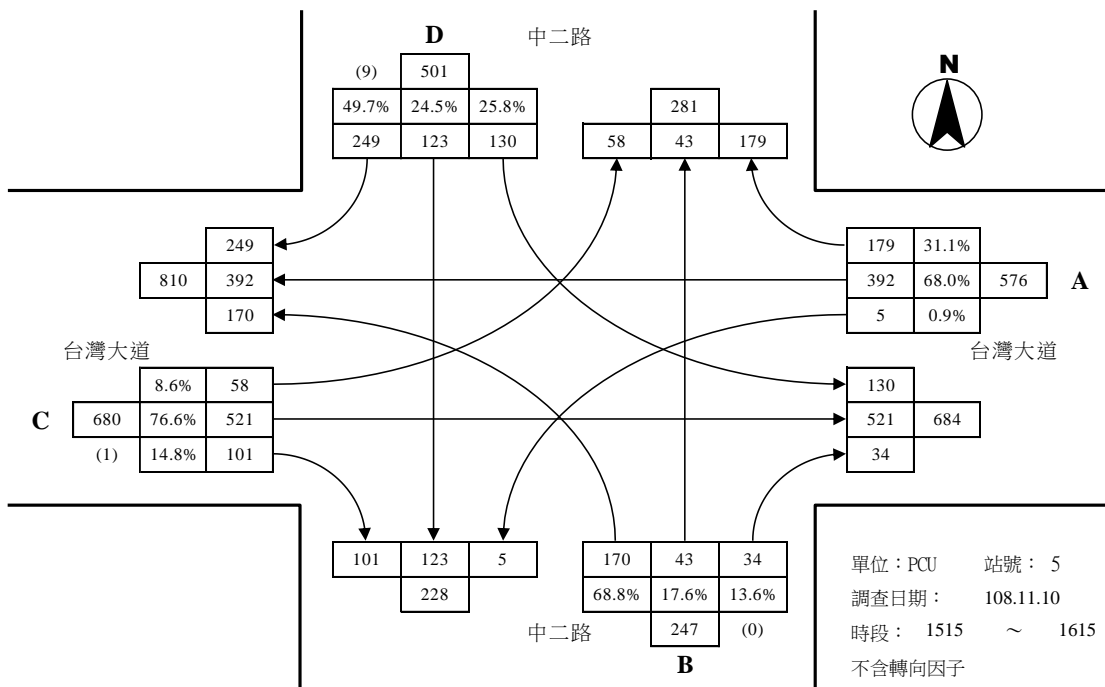 D 中二路
N
(9) 501
49.7% 24.5% 25.8%
249 123 130
281
58 43 179
249
810 392
170
179 31.1%
392 68.0% 576
5 0.9%
A
台灣大道
台灣大道
8.6% 58
C 680 76.6% 521
(1) 14.8% 101
130
521 684
34
101 123 5
228
170 43 34
68.8% 17.6% 13.6%
247 (0)
中二路
B
單位：PCU 站號： 5
調查日期： 108.11.10
時段： 1515 ～ 1615
不含轉向因子